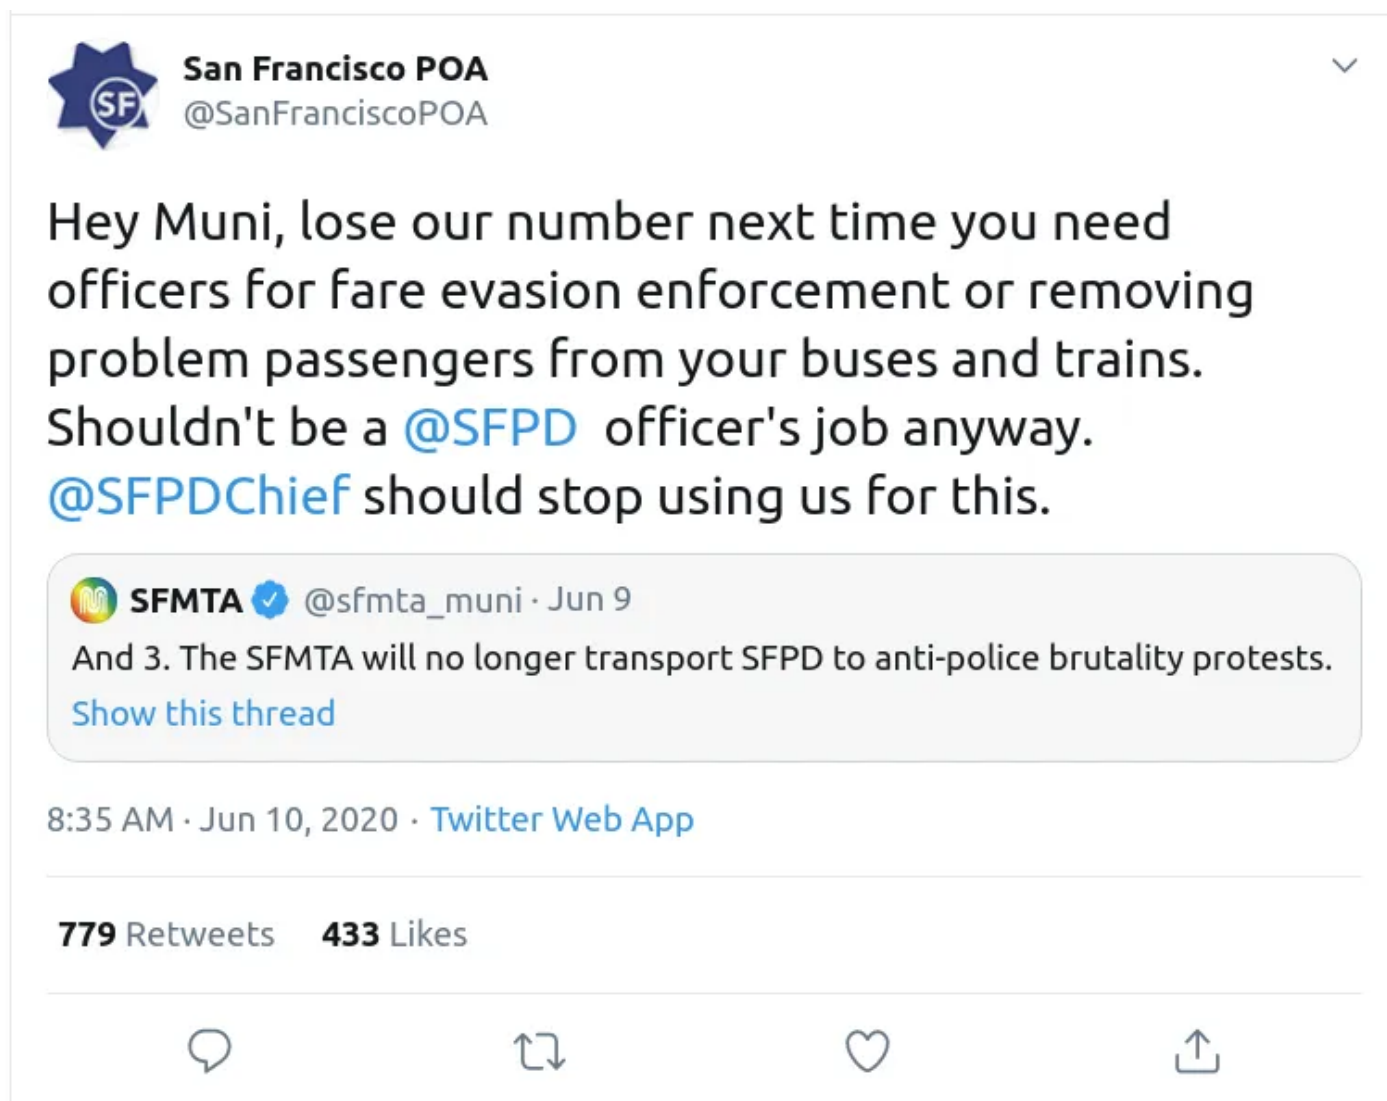 San Francisco POA
@SanFranciscoPOA
SF
Hey Muni, lose our number next time you need
officers for fare evasion enforcement or removing
problem passengers from your buses and trains.
Shouldn't be a @SFPD officer's job anyway.
@SFPDChief should stop using us for this.
SFMTA @sfmta_muni · Jun 9
And 3. The SFMTA will no longer transport SFPD to anti-police brutality protests.
Show this thread
8:35 AM · Jun 10, 2020 · Twitter Web App
779 Retweets 433 Likes